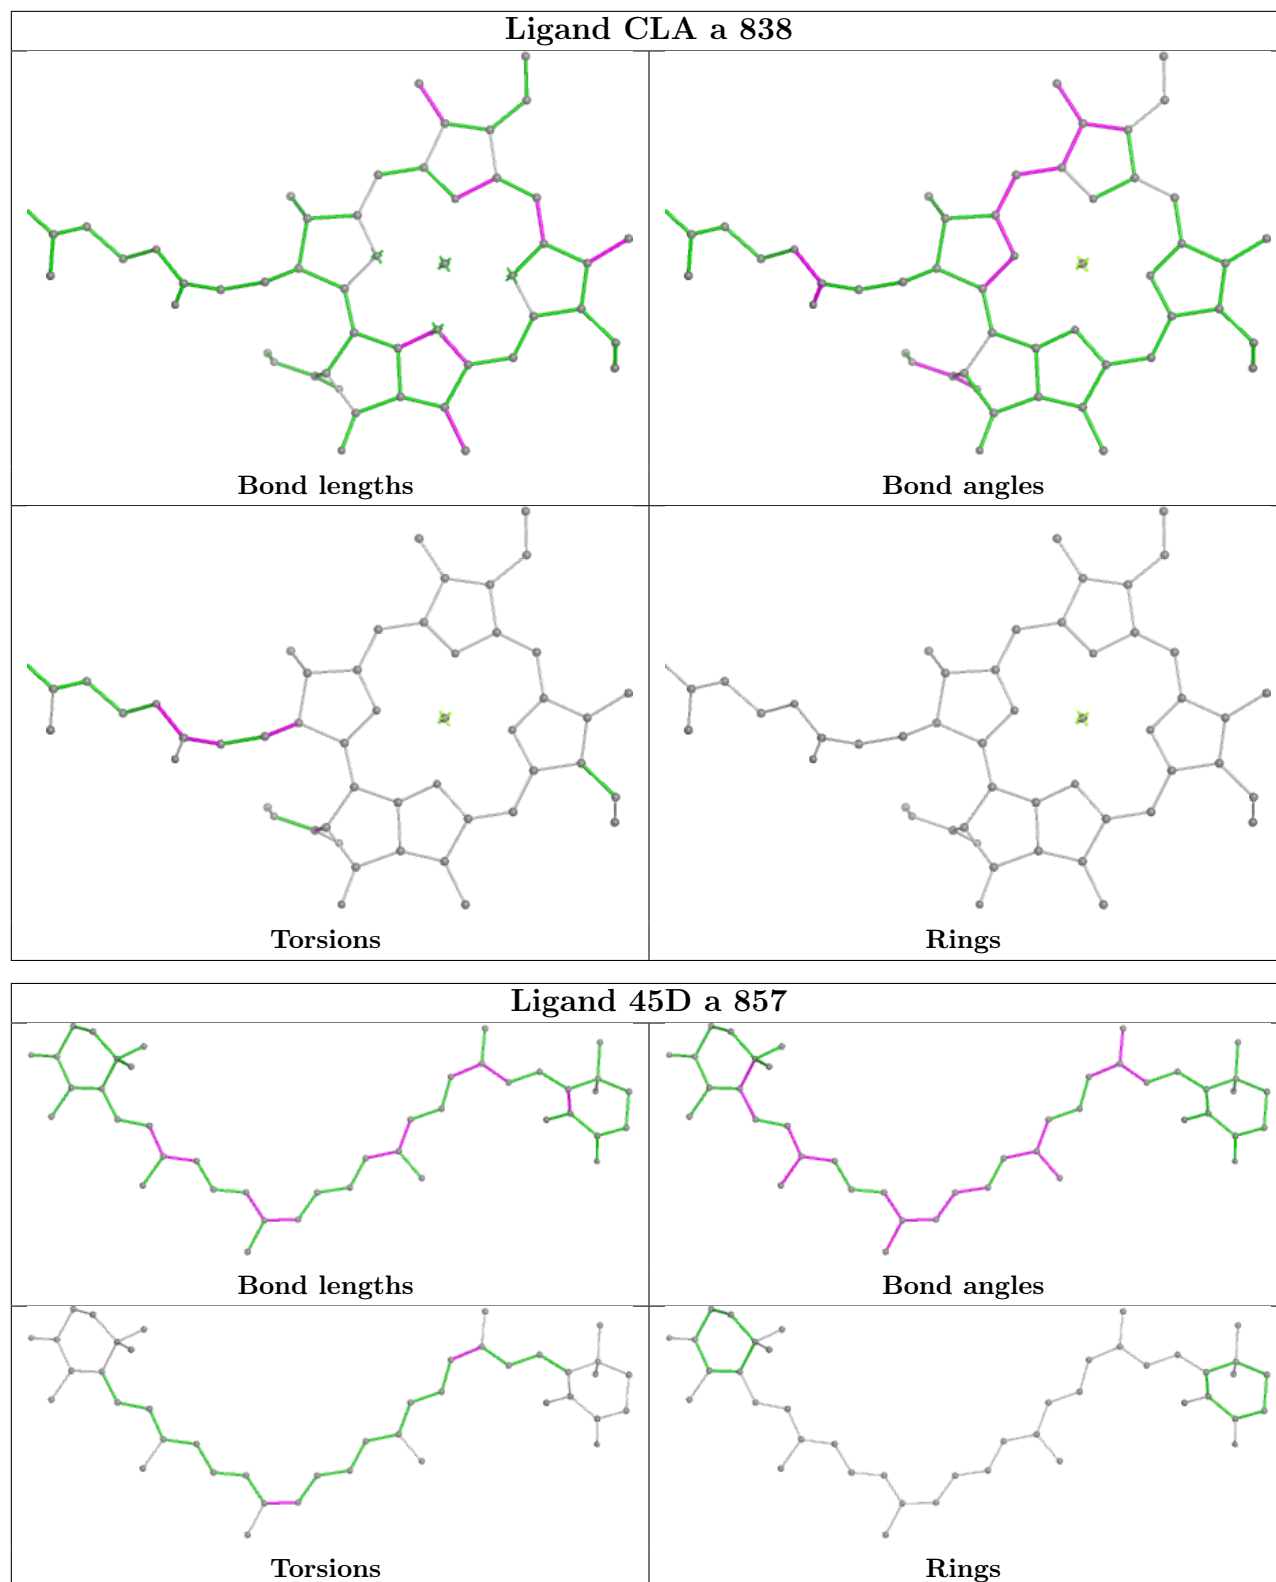 Ligand CLA a 838
Bond lengths
Bond angles
Torsions
Rings
Ligand 45D a 857
Bond lengths
Bond angles
Torsions
Rings